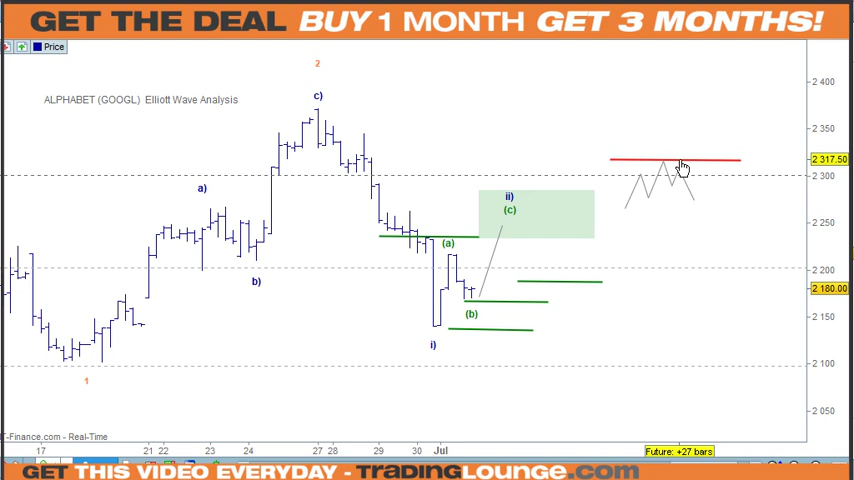 GET THE DEAL BUY 1 MONTH GET 3 MONTHS!
Price
2
ALPHABET (GOOGL) Elliott Wave Analysis
c)
2 400
2 350
2 317.50
2 300
a)
ii)
(c)
2 250
(a)
b)
2 200
2 180.00
(b)
2 150
i)
2 100
1
2 050
IT-Finance.com - Real-Time
17
21
22
23
24
27
28
29
30
Jul
Future: +27 bars
GET THIS VIDEO EVERYDAY - TRADINGLOUNGE.com